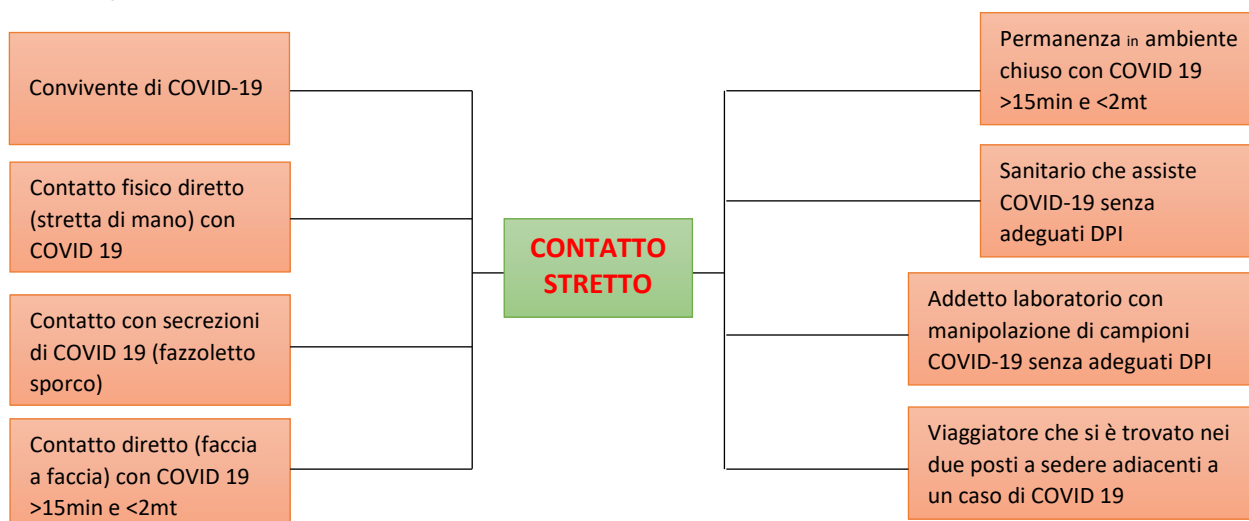 Convivente di COVID-19
Contatto fisico diretto
(stretta di mano) con
COVID 19
Contatto con secrezioni
di COVID 19 (fazzoletto
sporco)
Contatto diretto (faccia
a faccia) con COVID 19
>15min e <2mt
CONTATTO
STRETTO
Permanenza in ambiente
chiuso con COVID 19
>15min e <2mt
Sanitario che assiste
COVID-19 senza
adeguati DPI
Addetto laboratorio con
manipolazione di campioni
COVID-19 senza adeguati DPI
Viaggiatore che si è trovato nei
due posti a sedere adiacenti a
un caso di COVID 19